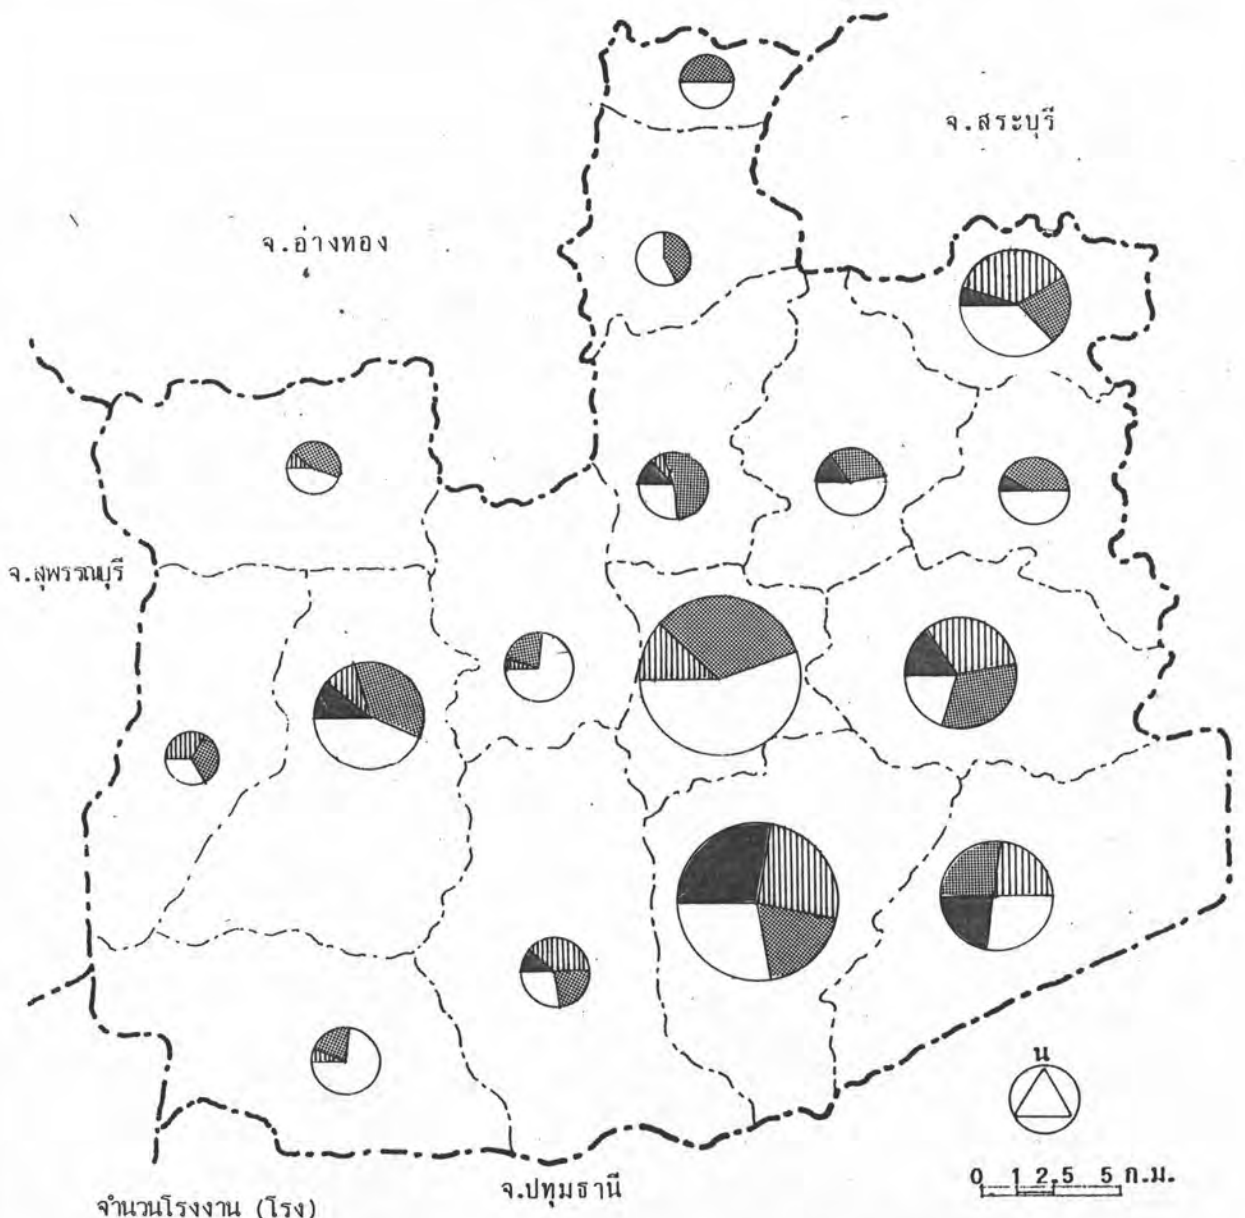 จ.สระบุรี
จ.อ่างทอง
จ.สุพรรณบุรี
น
0 1 2.5 5 ก.ม.
จ.ปทุมธานี
จำนวนโรงงาน (โรง)